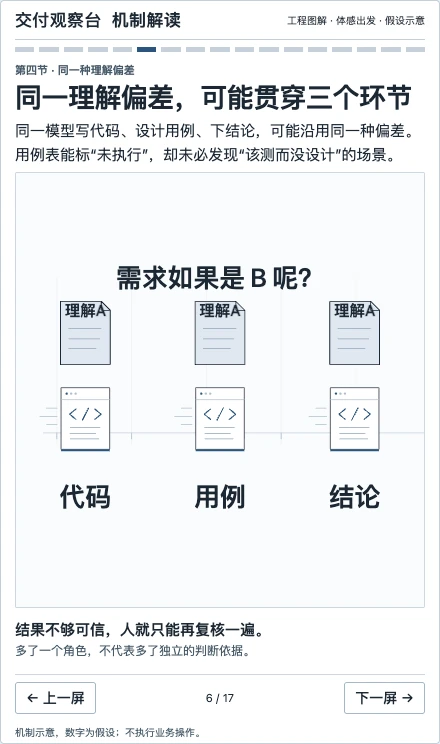 交付观察台 机制解读
工程图解 · 体感出发 · 假设示意
第四节 · 同一种理解偏差
同一理解偏差，可能贯穿三个环节
同一模型写代码、设计用例、下结论，可能沿用同一种偏差。
用例表能标“未执行”，却未必发现“该测而没设计”的场景。
需求如果是 B 呢？
理解A 理解A 理解A
</> </> </>
代码 用例 结论
结果不够可信，人就只能再复核一遍。
多了一个角色，不代表多了独立的判断依据。
← 上一屏 6 / 17 下一屏 →
机制示意，数字为假设；不执行业务操作。